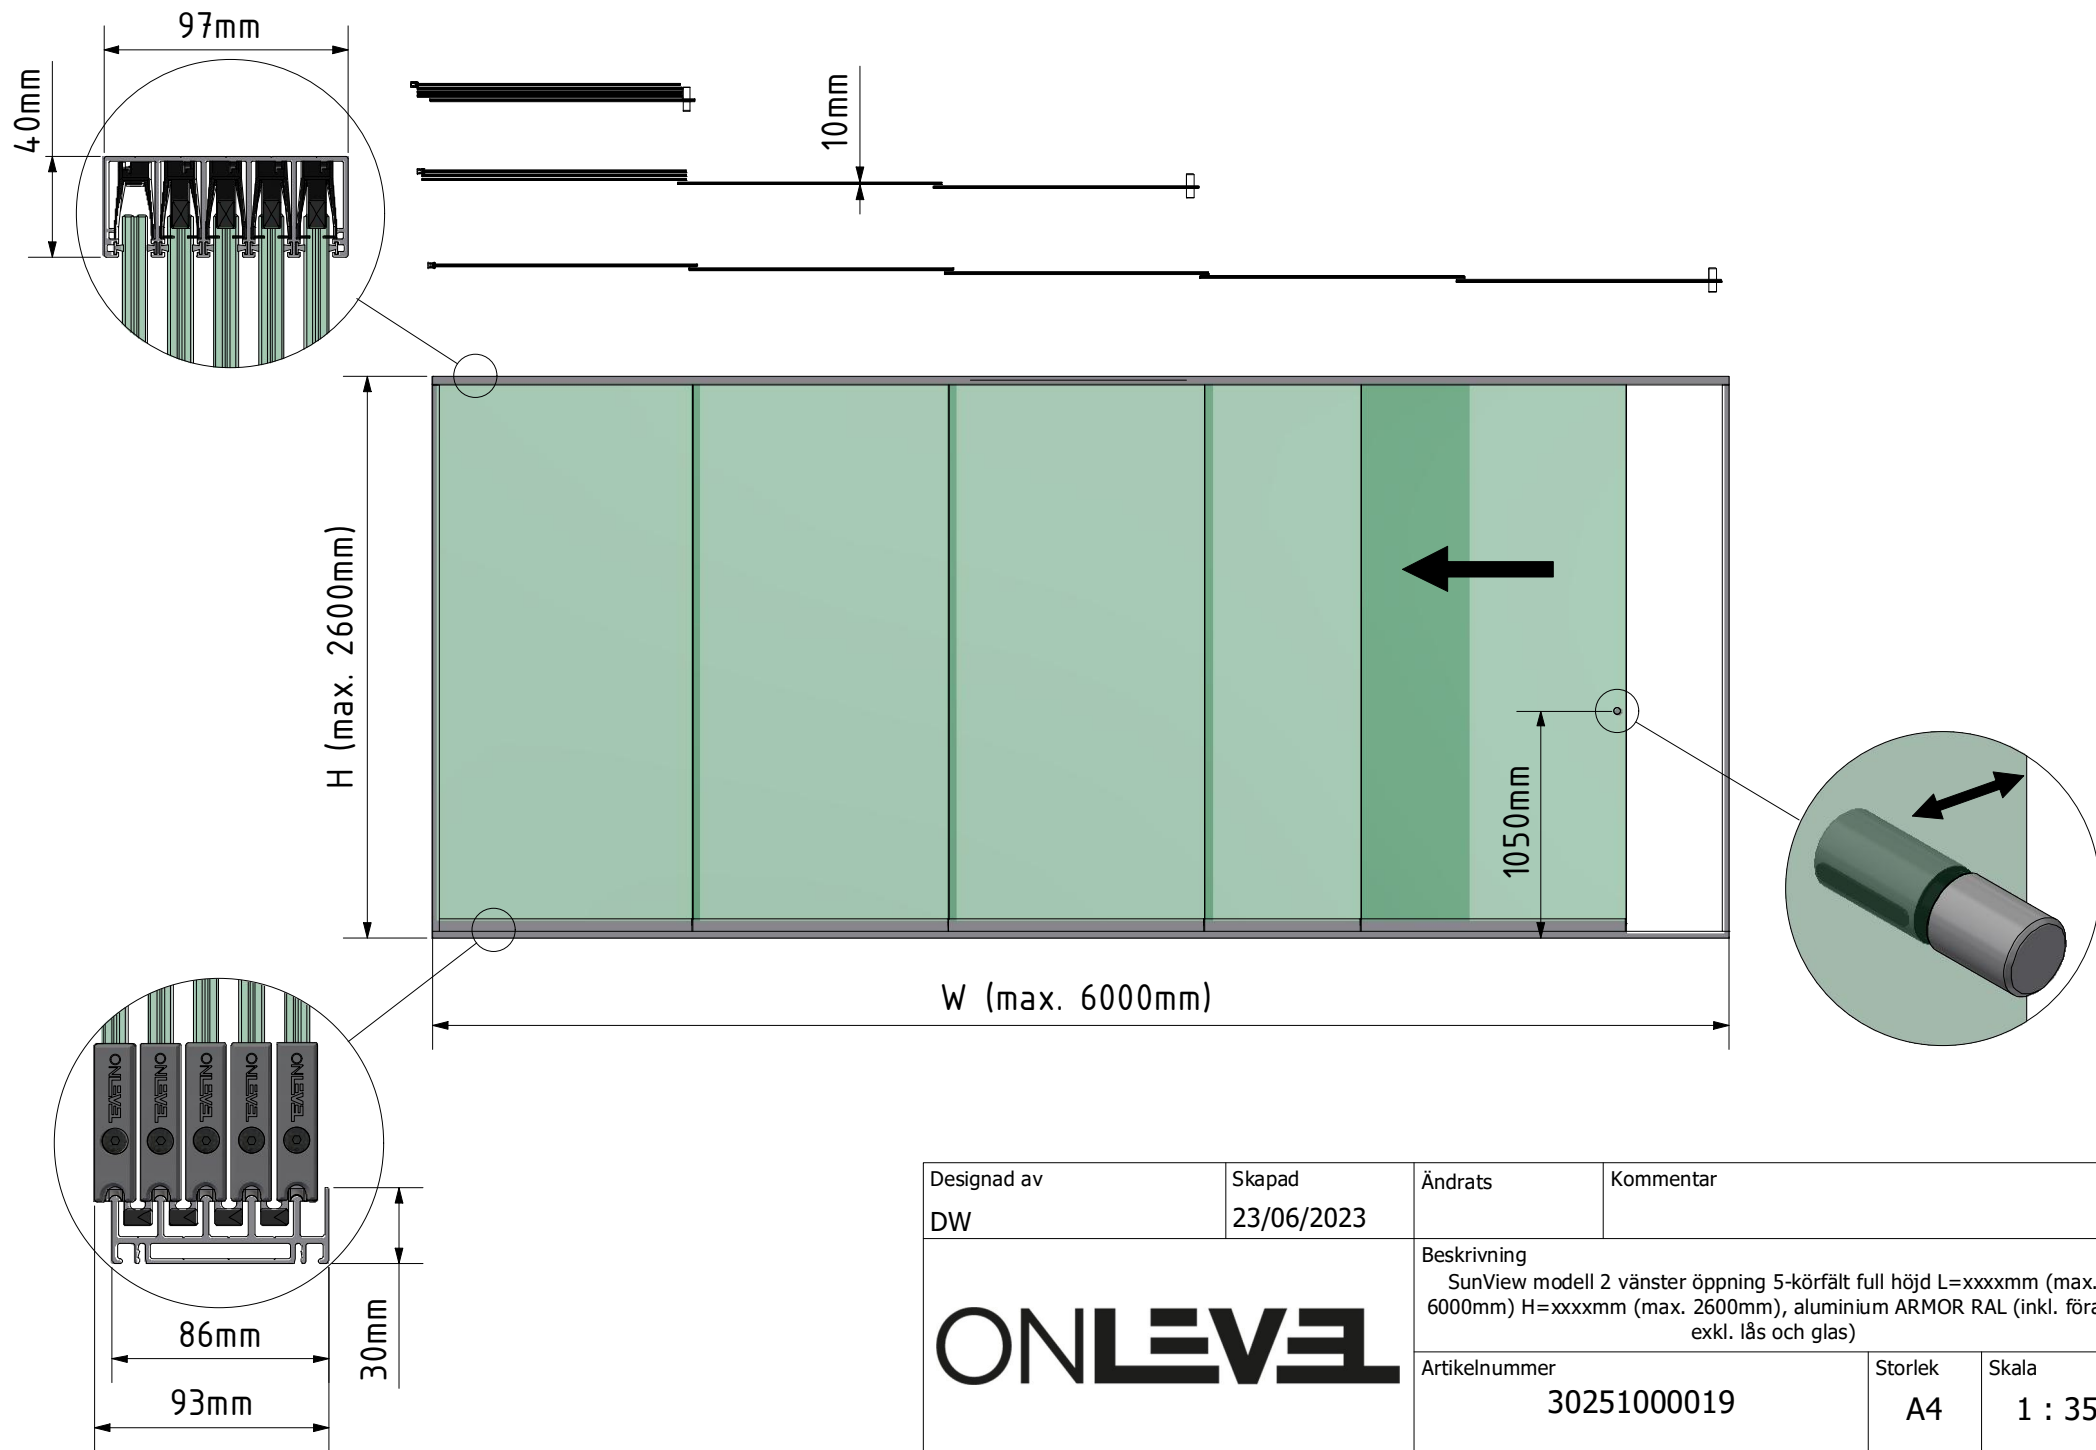 97mm
40mm
10mm
H (max. 2600mm)
1050mm
W (max. 6000mm)
ONLEVEL
ONLEVEL
ONLEVEL
ONLEVEL
ONLEVEL
86mm
93mm
30mm
Designad av
DW
Skapad
23/06/2023
Ändrats
Kommentar
ONLEVEL
Beskrivning
SunView modell 2 vänster öppning 5-körfält full höjd L=xxxxmm (max.
6000mm) H=xxxxmm (max. 2600mm), aluminium ARMOR RAL (inkl. föra
exkl. lås och glas)
Artikelnummer
30251000019
Storlek
A4
Skala
1 : 35